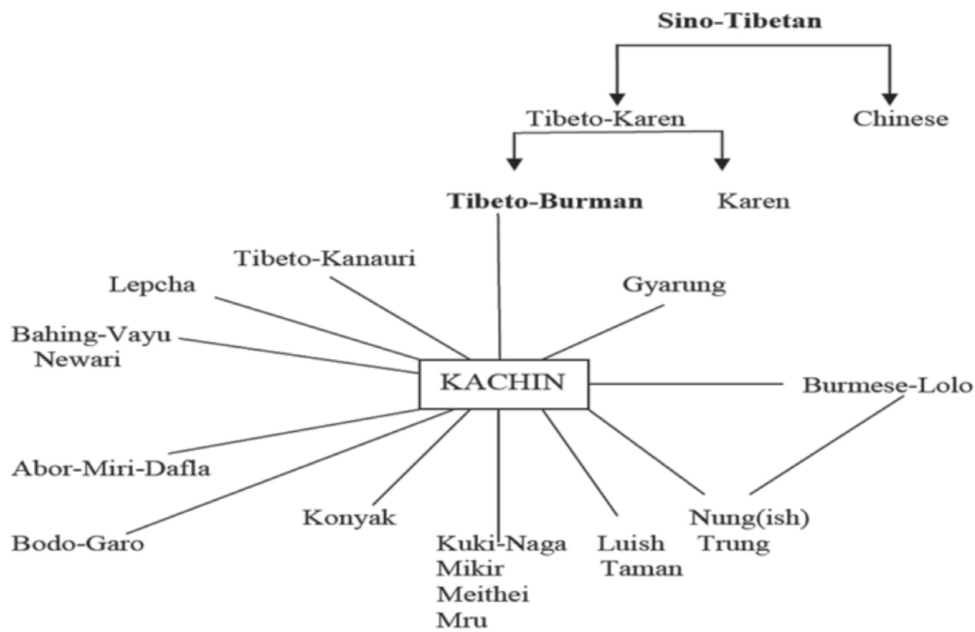 Sino-Tibetan
Tibeto-Karen
Chinese
Tibeto-Burman
Karen
Tibeto-Kanauri
Lepcha
Gyarung
Bahing-Vayu
Newari
KACHIN
Burmese-Lolo
Abor-Miri-Dafla
Bodo-Garo
Konyak
Kuki-Naga
Mikir
Meithei
Mru
Luish
Taman
Nung(ish)
Trung